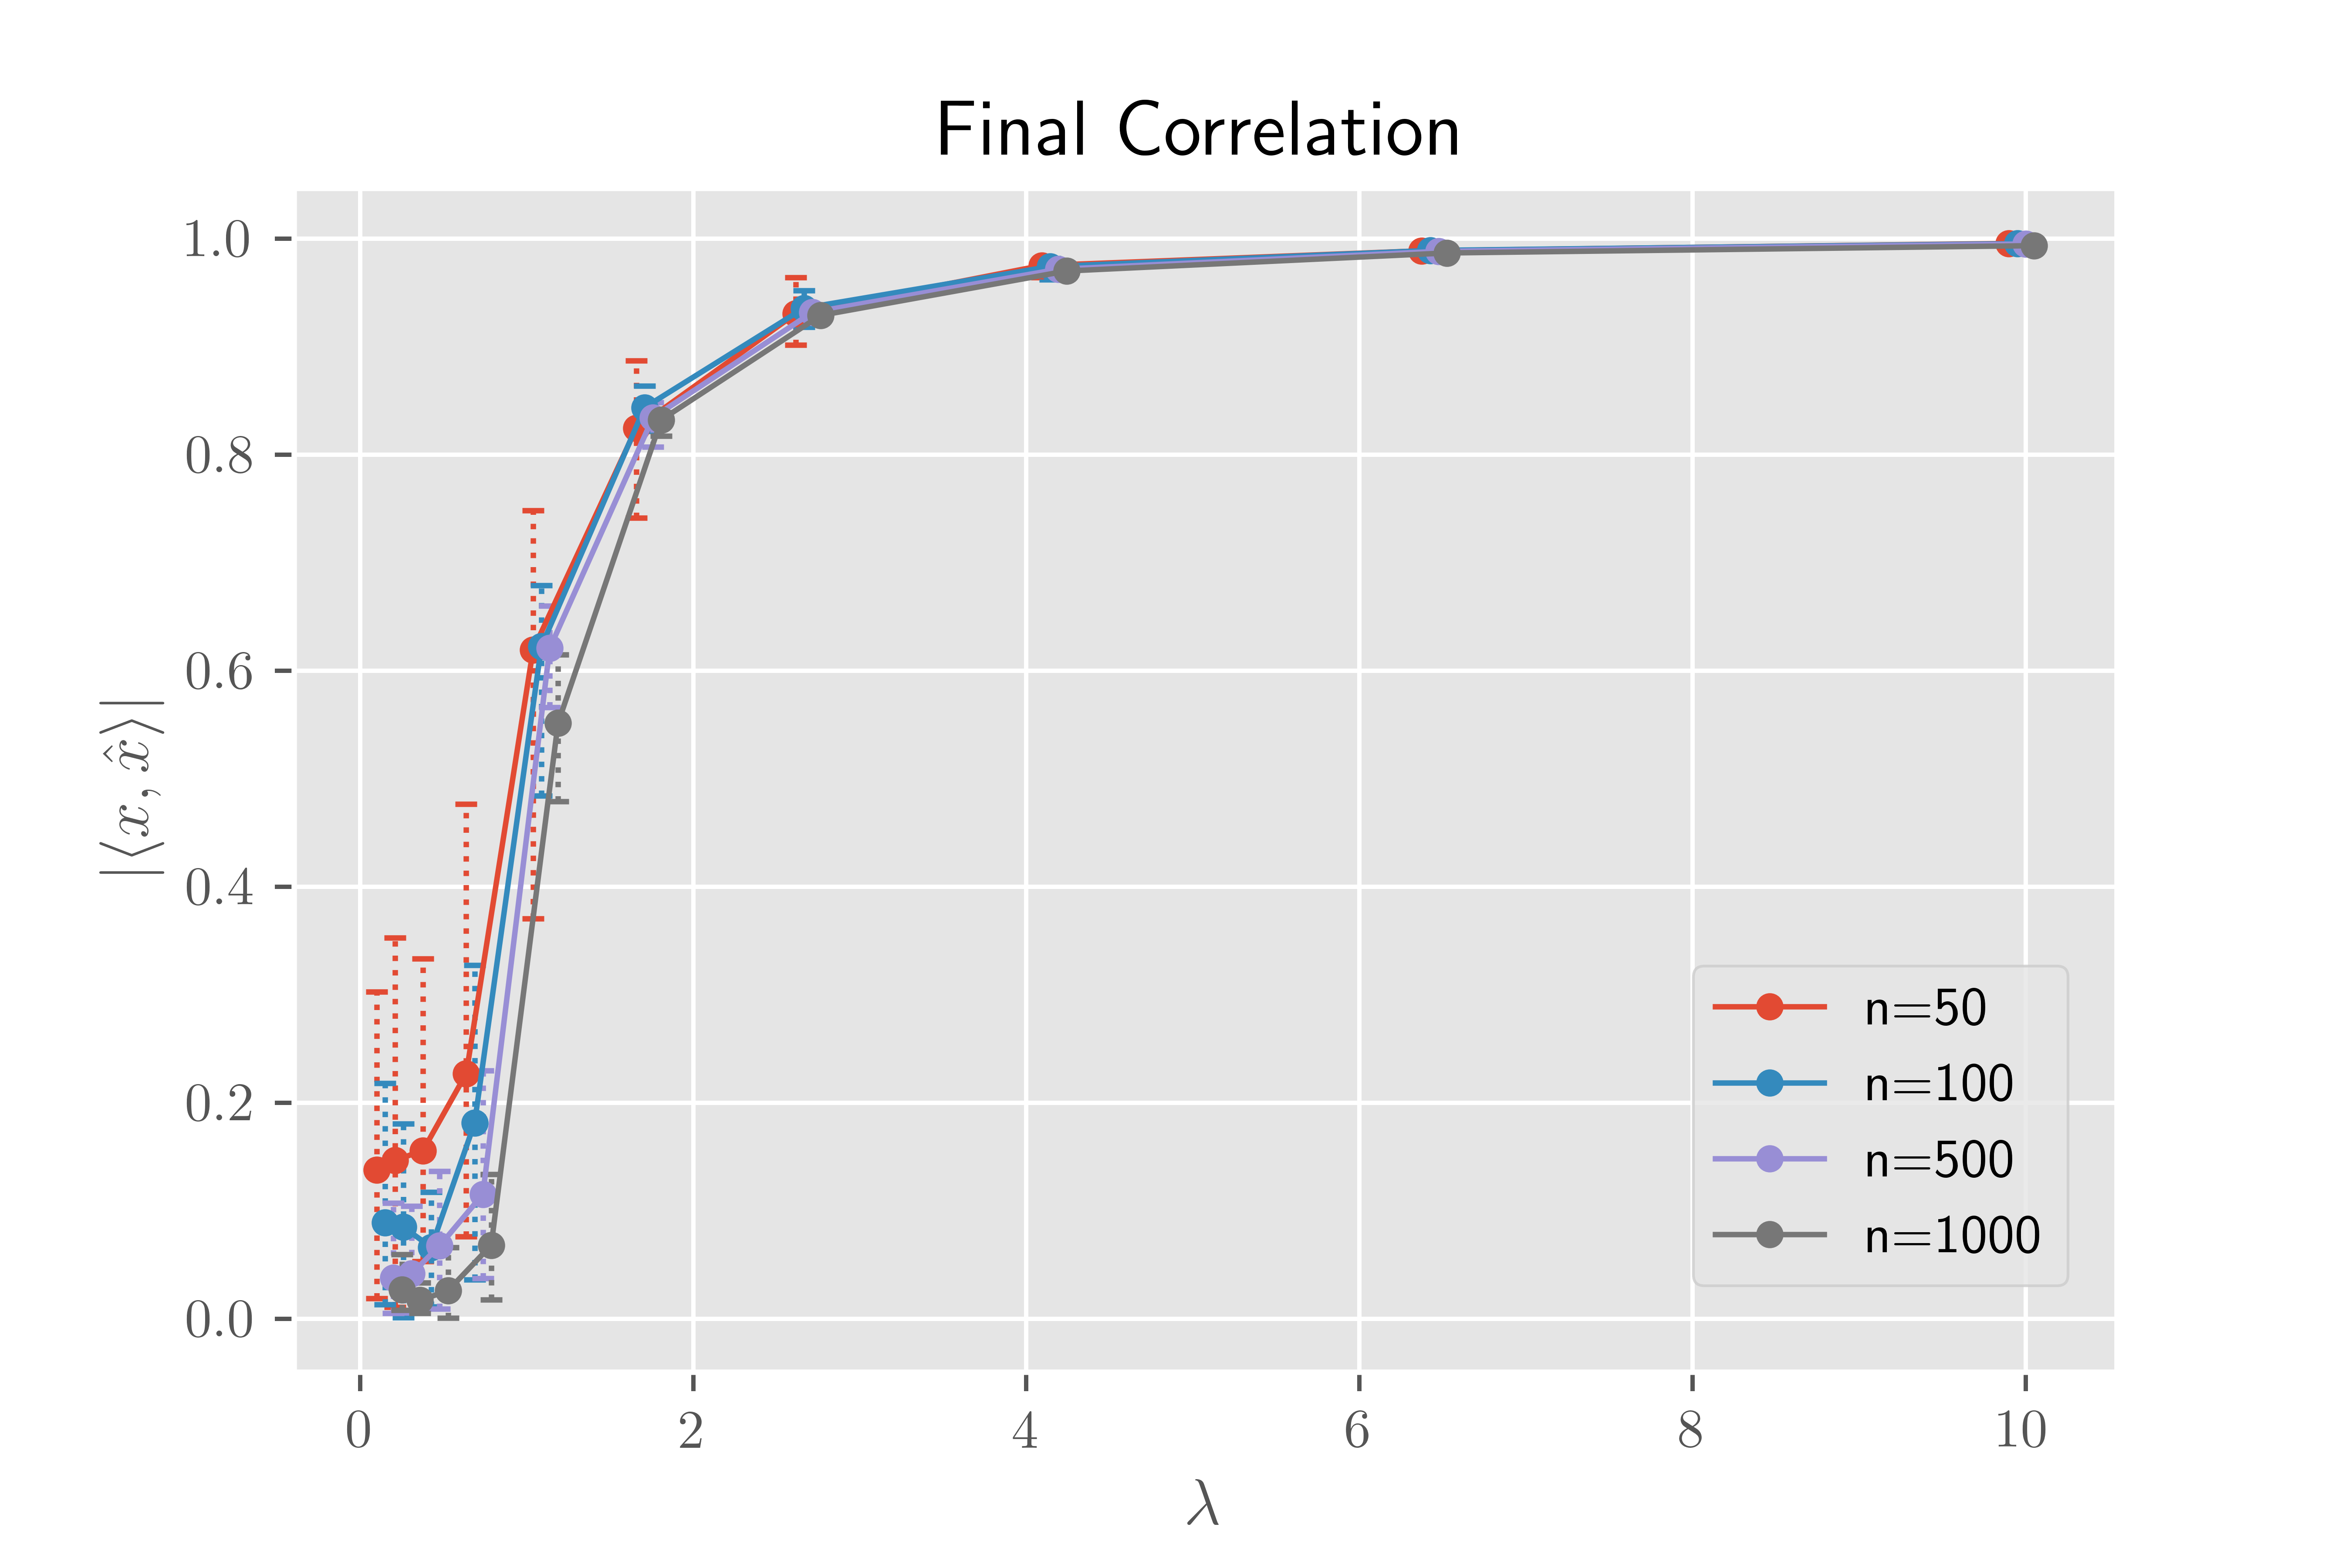 Final Correlation
1.0
0.8
0.6
0.4
0.2
0.0
|⟨x, x̂⟩|
n=50
n=100
n=500
n=1000
0 2 4 6 8 10
λ